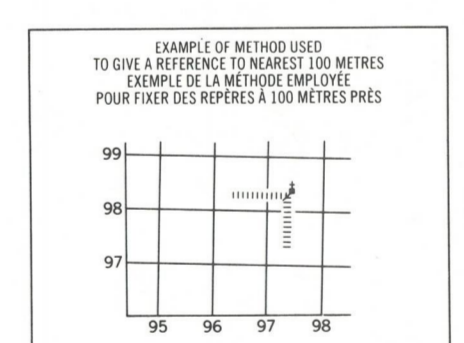 EXAMPLE OF METHOD USED
TO GIVE A REFERENCE TO NEAREST 100 METRES
EXEMPLE DE LA MÉTHODE EMPLOYÉE
POUR FIXER DES REPÈRES À 100 MÈTRES PRÈS
99
98
97
95 96 97 98